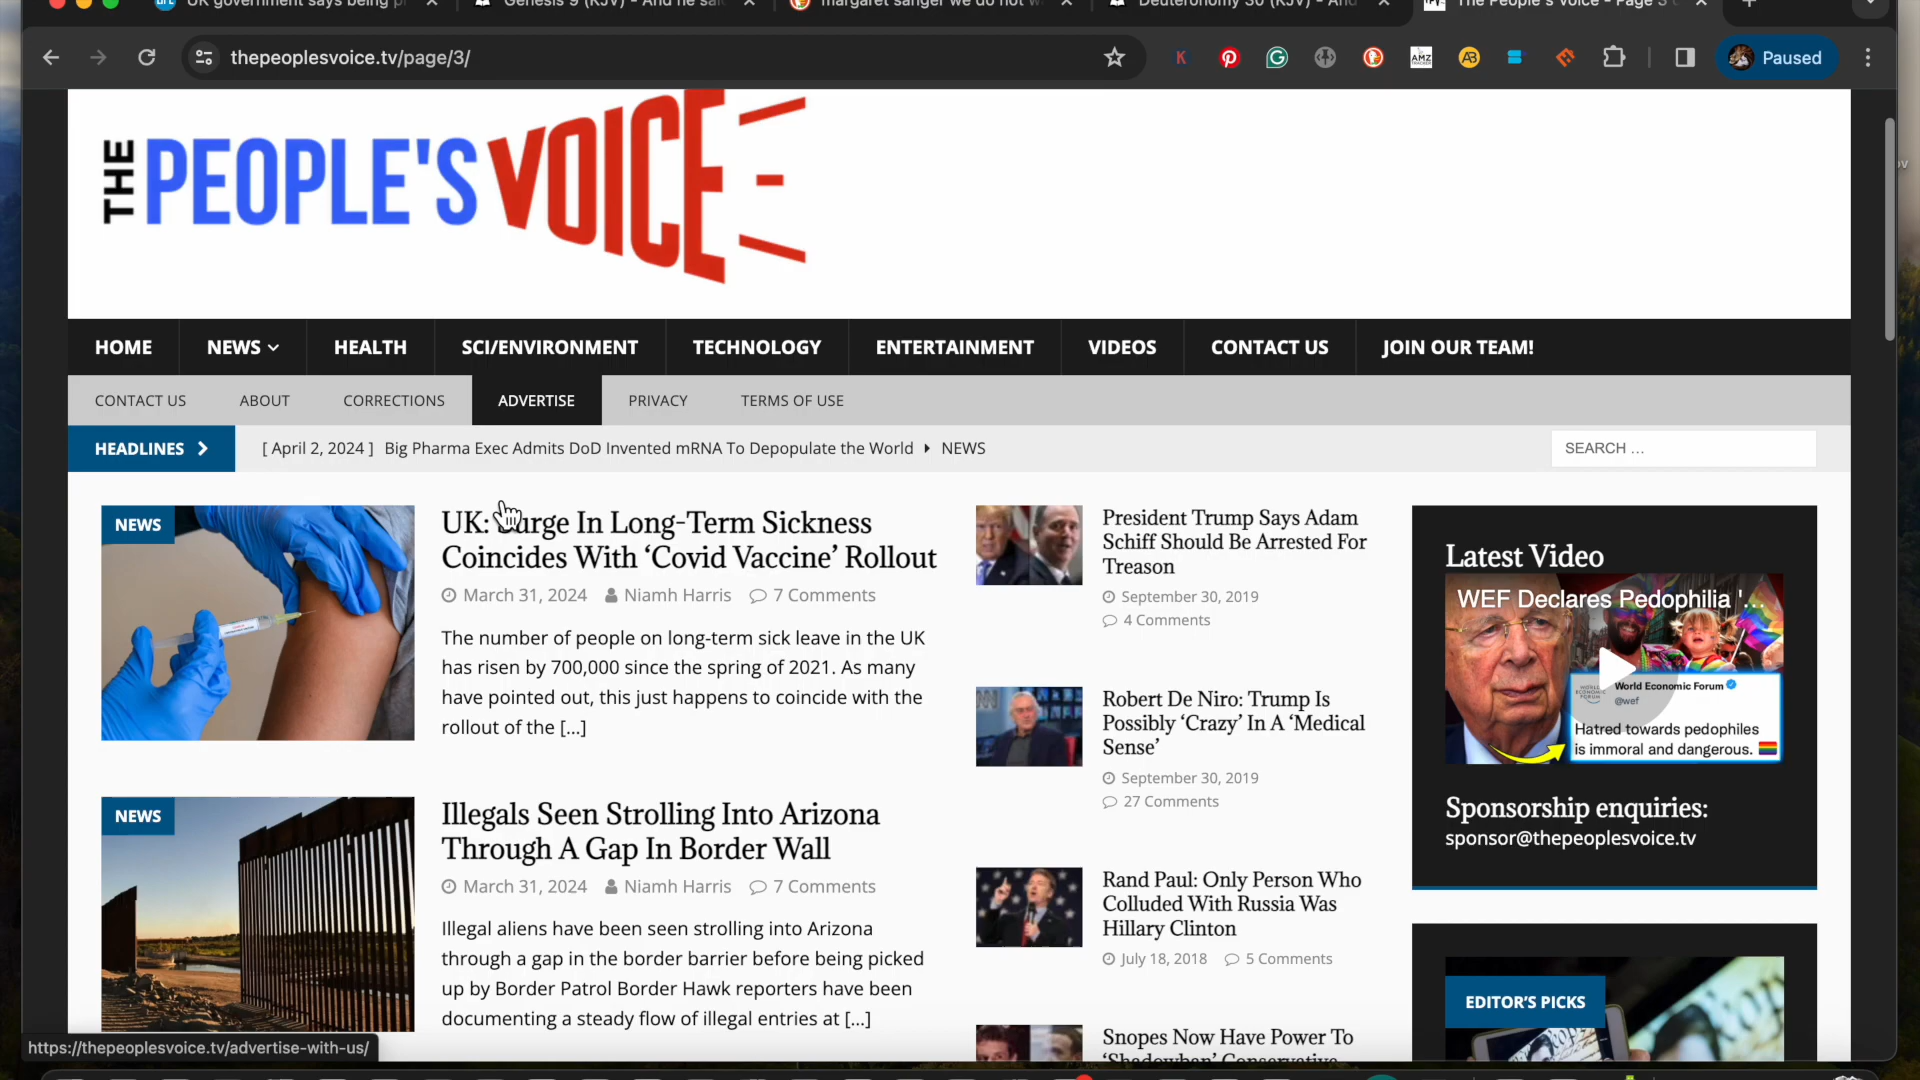 UK government says being p
Genesis 9 (KJV) - And he sai
margaret sanger we do not w
Deuteronomy 30 (KJV) - And
The People's Voice - Page 3
thepeoplesvoice.tv/page/3/
Paused
THE PEOPLE'S VOICE
HOME
NEWS
HEALTH
SCI/ENVIRONMENT
TECHNOLOGY
ENTERTAINMENT
VIDEOS
CONTACT US
JOIN OUR TEAM!
CONTACT US
ABOUT
CORRECTIONS
ADVERTISE
PRIVACY
TERMS OF USE
HEADLINES
[ April 2, 2024 ] Big Pharma Exec Admits DoD Invented mRNA To Depopulate the World
NEWS
SEARCH ...
NEWS
UK: Surge In Long-Term Sickness
Coincides With ‘Covid Vaccine’ Rollout
March 31, 2024
Niamh Harris
7 Comments
The number of people on long-term sick leave in the UK
has risen by 700,000 since the spring of 2021. As many
have pointed out, this just happens to coincide with the
rollout of the [...]
NEWS
Illegals Seen Strolling Into Arizona
Through A Gap In Border Wall
March 31, 2024
Niamh Harris
7 Comments
Illegal aliens have been seen strolling into Arizona
through a gap in the border barrier before being picked
up by Border Patrol Border Hawk reporters have been
documenting a steady flow of illegal entries at [...]
President Trump Says Adam
Schiff Should Be Arrested For
Treason
September 30, 2019
4 Comments
Robert De Niro: Trump Is
Possibly ‘Crazy’ In A ‘Medical
Sense’
September 30, 2019
27 Comments
Rand Paul: Only Person Who
Colluded With Russia Was
Hillary Clinton
July 18, 2018
5 Comments
Snopes Now Have Power To
‘Shadowban’ Conservative
Latest Video
WEF Declares Pedophilia '...
World Economic Forum
@wef
Hatred towards pedophiles
is immoral and dangerous.
Sponsorship enquiries:
sponsor@thepeoplesvoice.tv
EDITOR'S PICKS
https://thepeoplesvoice.tv/advertise-with-us/